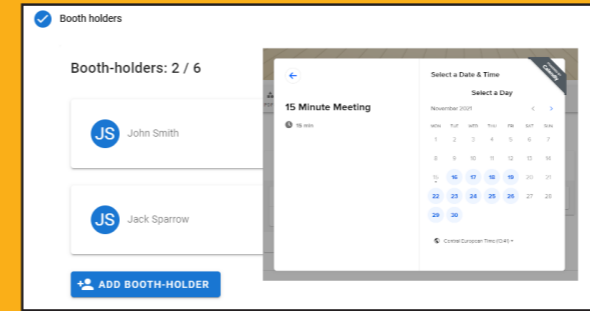 Booth holders
Booth-holders: 2 / 6
JS John Smith
JS Jack Sparrow
ADD BOOTH-HOLDER
15 Minute Meeting
15 min
Select a Date & Time
Select a Day
November 2021
MON TUE WED THU FRI SAT SUN
1 2 3 4 5 6 7
8 9 10 11 12 13 14
15 16 17 18 19 20 21
22 23 24 25 26 27 28
29 30
Calendly